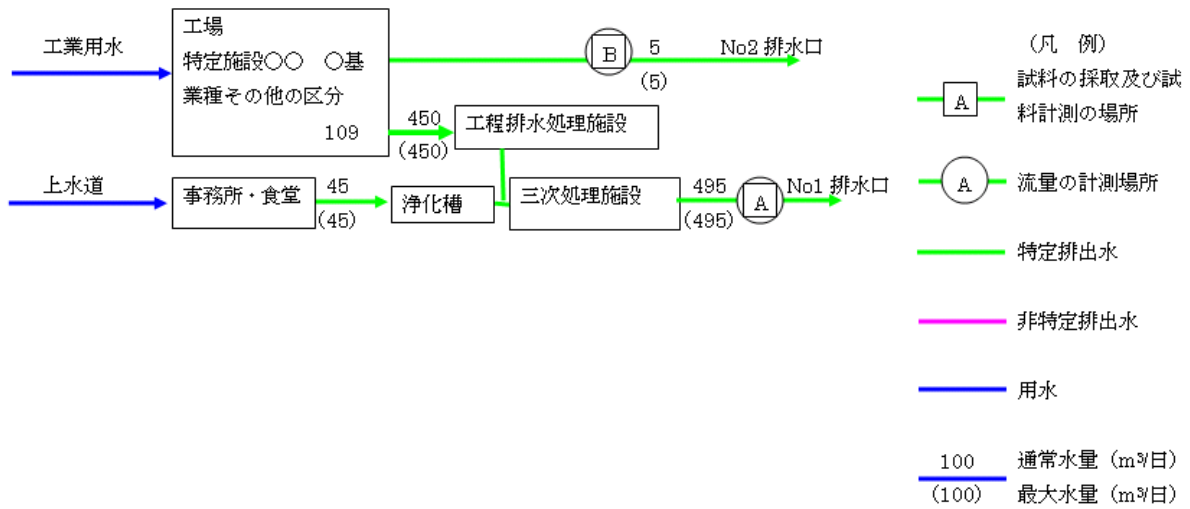 工業用水
工場
特定施設○○　○基
業種その他の区分
109
B
5
(5)
No2 排水口
450
(450)
工程排水処理施設
上水道
事務所・食堂
45
(45)
浄化槽
三次処理施設
495
(495)
A
No1 排水口
（凡　例）
A
試料の採取及び試
料計測の場所
A
流量の計測場所
特定排出水
非特定排出水
用水
100
(100)
通常水量（m³/日）
最大水量（m³/日）